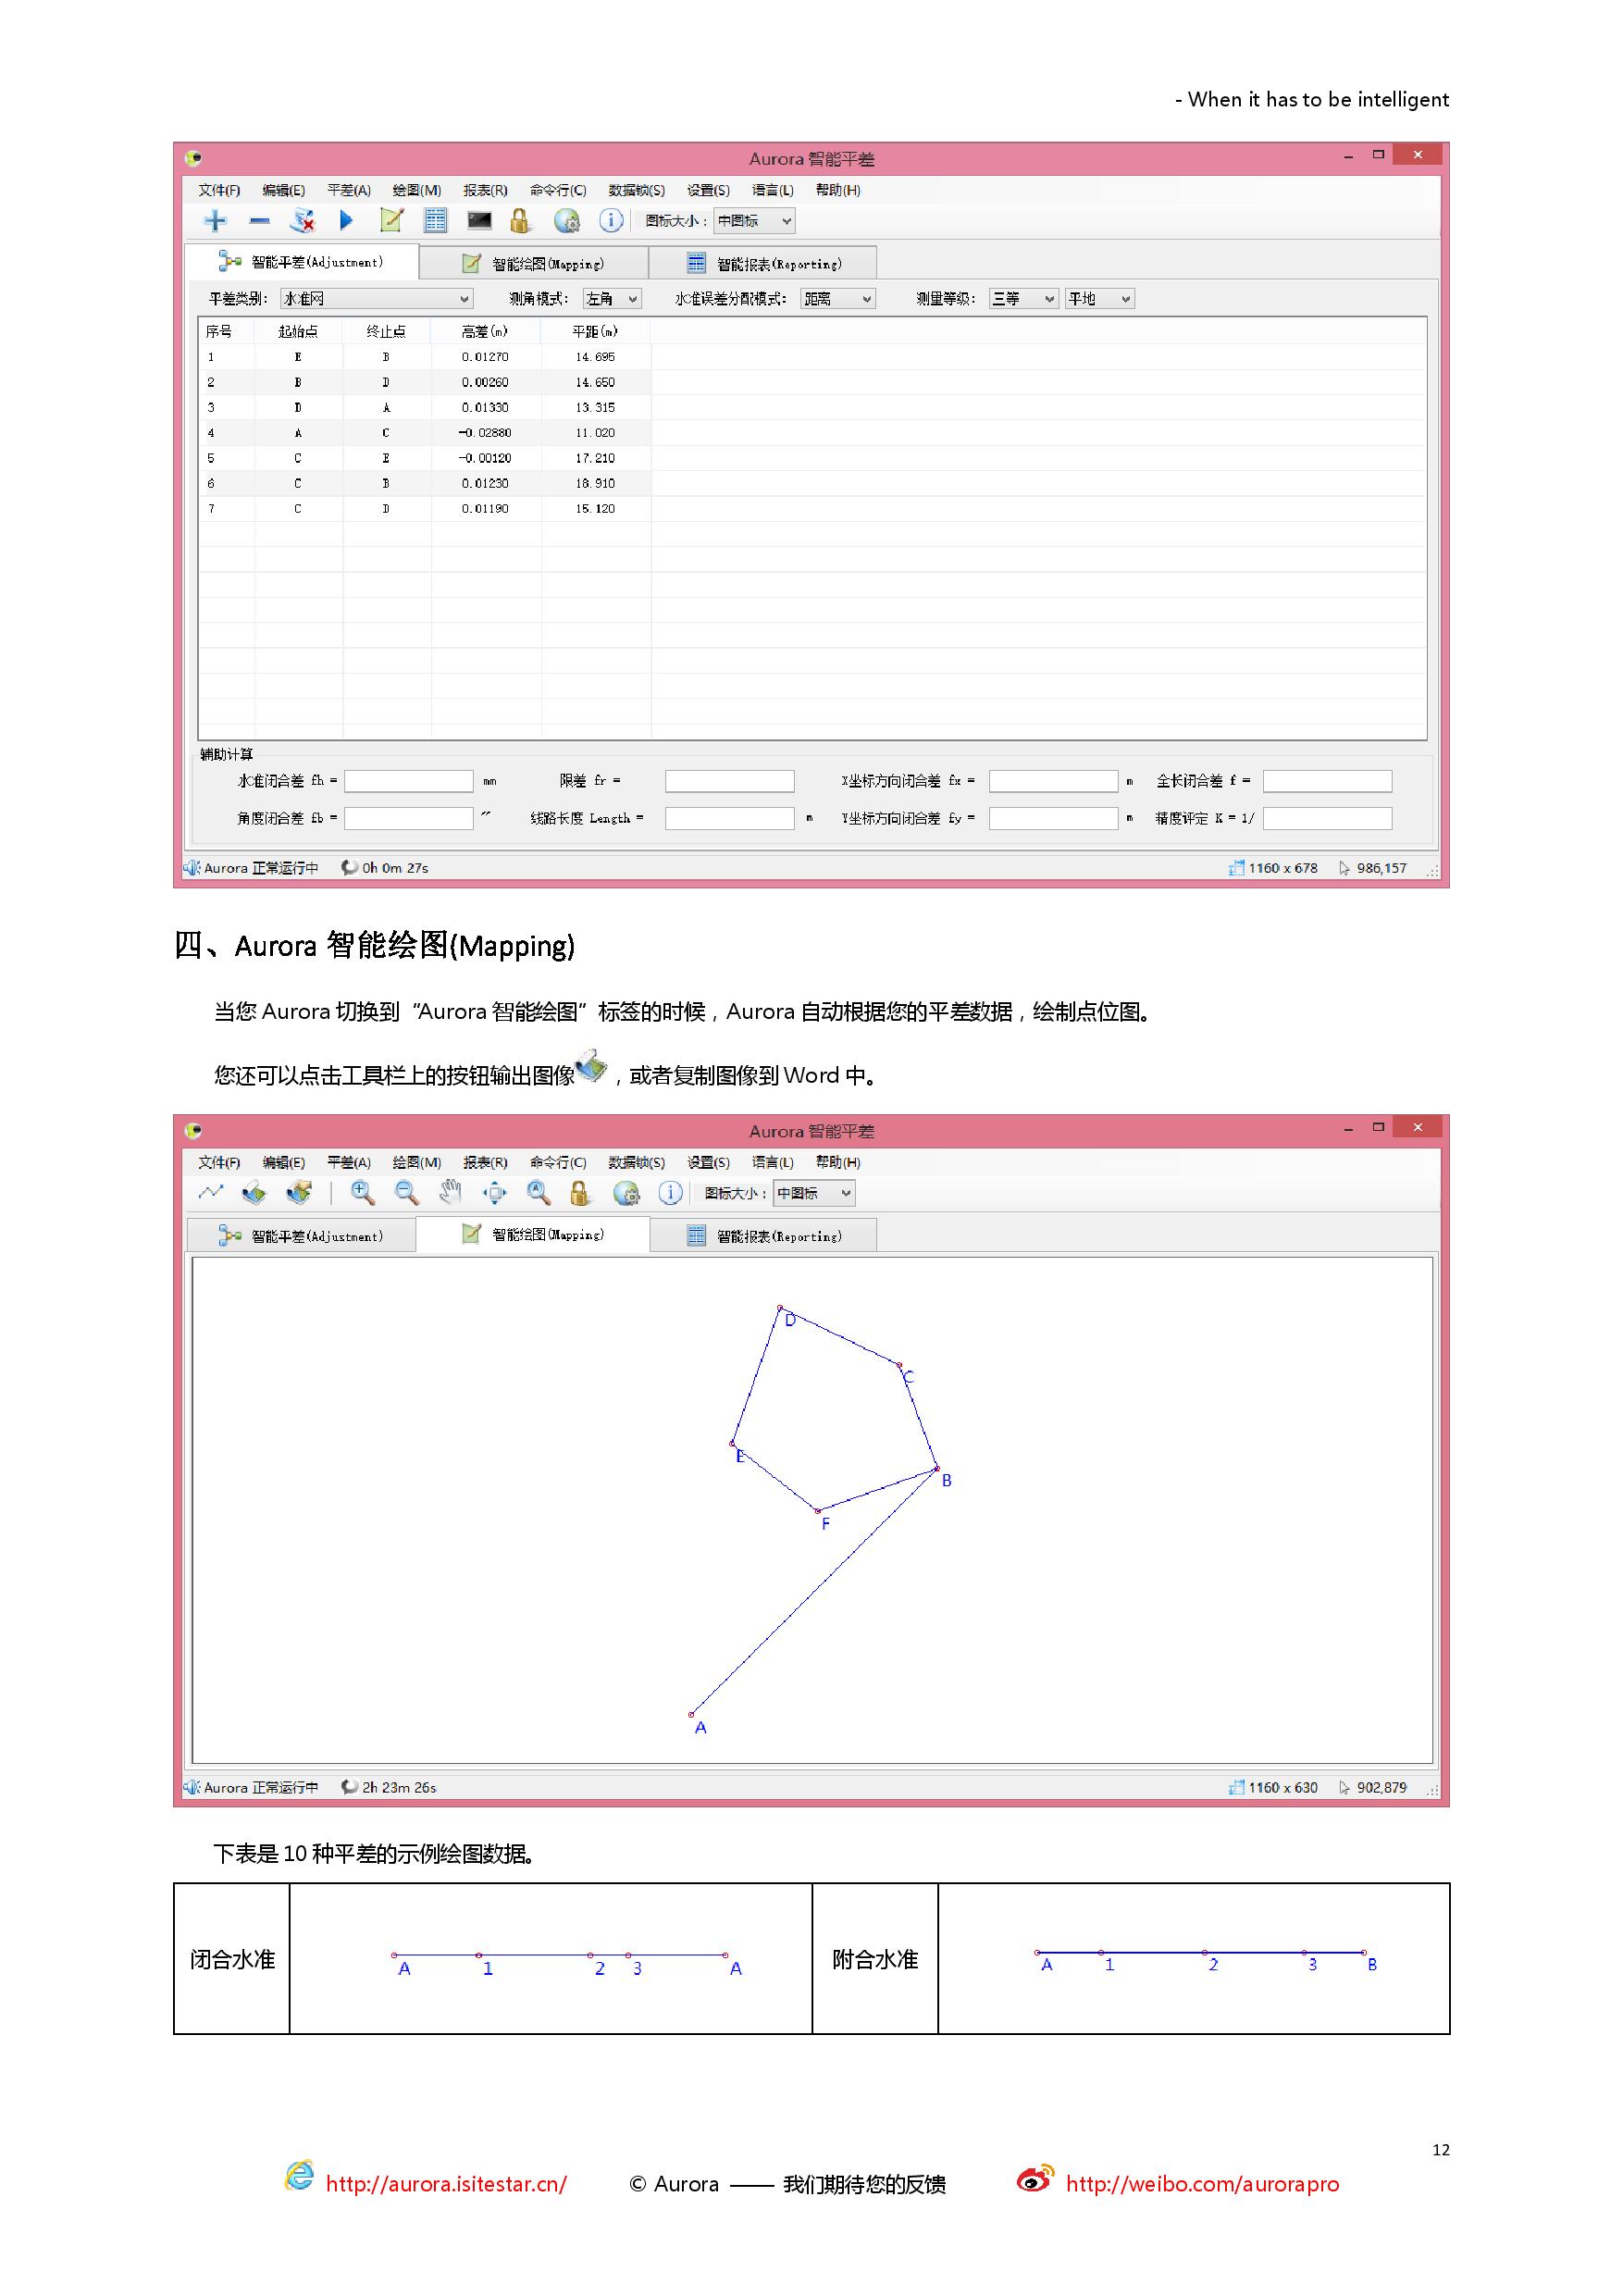 - When it has to be intelligent
Aurora 智能平差
文件(F) 编辑(E) 平差(A) 绘图(M) 报表(R) 命令行(C) 数据锁(S) 设置(S) 语言(L) 帮助(H)
图标大小： 中图标
智能平差(Adjustment) 智能绘图(Mapping) 智能报表(Reporting)
平差类别： 水准网 测角模式： 左角 水准误差分配模式： 距离 测量等级： 三等 平地
序号 起始点 终止点 高差(m) 平距(m)
1 E B 0.01270 14.695
2 B D 0.00260 14.650
3 D A 0.01330 13.315
4 A C -0.02880 11.020
5 C E -0.00120 17.210
6 C B 0.01230 18.910
7 C D 0.01190 15.120
辅助计算
水准闭合差 fh = mm 限差 fr = X坐标方向闭合差 fx = m 全长闭合差 f =
角度闭合差 fb = ″ 线路长度 Length = m Y坐标方向闭合差 fy = m 精度评定 K = 1/
Aurora 正常运行中 0h 0m 27s 1160 x 678 986,157
四、Aurora 智能绘图(Mapping)
当您 Aurora 切换到“Aurora 智能绘图”标签的时候，Aurora 自动根据您的平差数据，绘制点位图。
您还可以点击工具栏上的按钮输出图像，或者复制图像到 Word 中。
Aurora 智能平差
文件(F) 编辑(E) 平差(A) 绘图(M) 报表(R) 命令行(C) 数据锁(S) 设置(S) 语言(L) 帮助(H)
图标大小： 中图标
智能平差(Adjustment) 智能绘图(Mapping) 智能报表(Reporting)
D
C
E
B
F
A
Aurora 正常运行中 2h 23m 26s 1160 x 630 902,879
下表是 10 种平差的示例绘图数据。
闭合水准 A 1 2 3 A 附合水准 A 1 2 3 B
12
http://aurora.isitestar.cn/ © Aurora —— 我们期待您的反馈 http://weibo.com/aurorapro